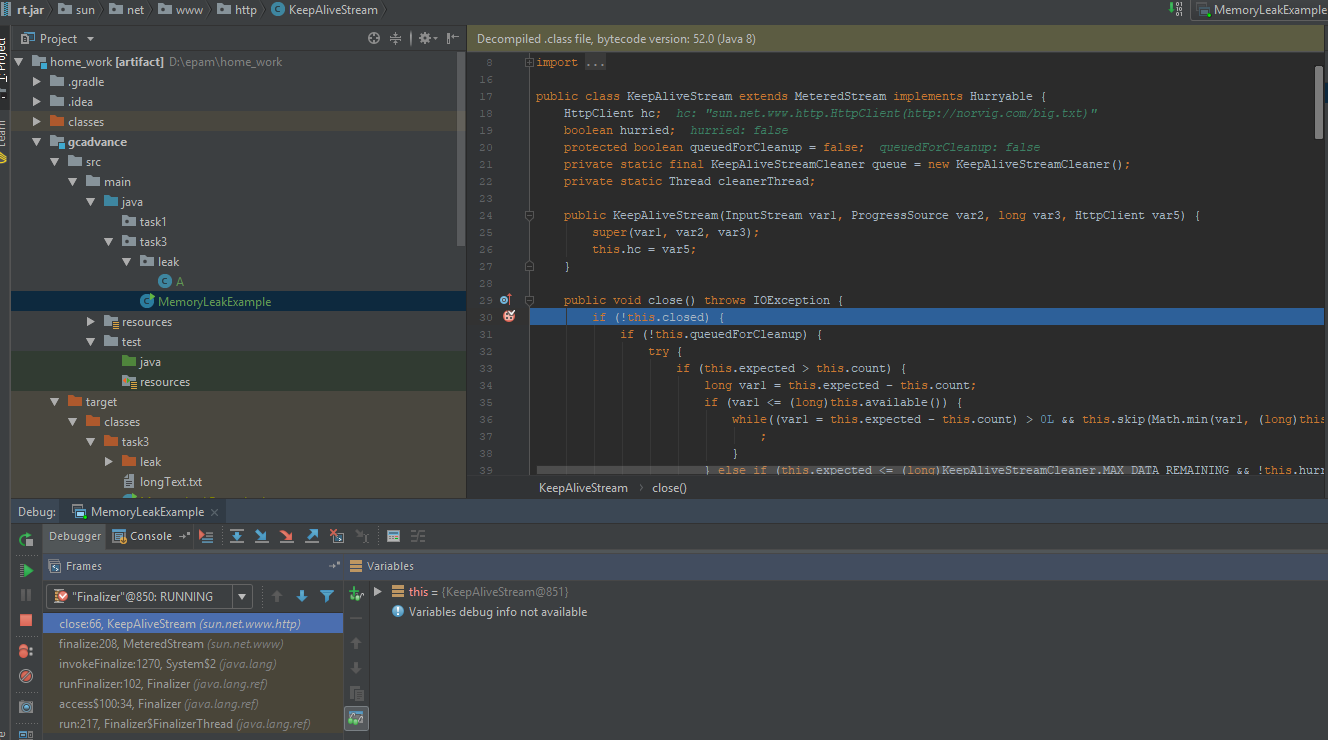 rt.jar sun net www http KeepAliveStream MemoryLeakExample
Project
Decompiled .class file, bytecode version: 52.0 (Java 8)
1: Project
home_work [artifact] D:\epam\home_work
.gradle
.idea
classes
gcadvance
src
main
java
task1
task3
leak
A
MemoryLeakExample
resources
test
java
resources
target
classes
task3
leak
longText.txt
8 import ...
16
17 public class KeepAliveStream extends MeteredStream implements Hurryable {
18 HttpClient hc; hc: "sun.net.www.http.HttpClient(http://norvig.com/big.txt)"
19 boolean hurried; hurried: false
20 protected boolean queuedForCleanup = false; queuedForCleanup: false
21 private static final KeepAliveStreamCleaner queue = new KeepAliveStreamCleaner();
22 private static Thread cleanerThread;
23
24 public KeepAliveStream(InputStream var1, ProgressSource var2, long var3, HttpClient var5) {
25 super(var1, var2, var3);
26 this.hc = var5;
27 }
28
29 public void close() throws IOException {
30 if (!this.closed) {
31 if (!this.queuedForCleanup) {
32 try {
33 if (this.expected > this.count) {
34 long var1 = this.expected - this.count;
35 if (var1 <= (long)this.available()) {
36 while((var1 = this.expected - this.count) > 0L && this.skip(Math.min(var1, (long)this
37 ;
38 }
39 } else if (this.expected <= (long)KeepAliveStreamCleaner.MAX_DATA_REMAINING && !this.hurr
KeepAliveStream close()
Debug: MemoryLeakExample
Debugger Console
Frames
Variables
"Finalizer"@850: RUNNING
close:66, KeepAliveStream (sun.net.www.http)
finalize:208, MeteredStream (sun.net.www)
invokeFinalize:1270, System$2 (java.lang)
runFinalizer:102, Finalizer (java.lang.ref)
access$100:34, Finalizer (java.lang.ref)
run:217, Finalizer$FinalizerThread (java.lang.ref)
this = {KeepAliveStream@851}
Variables debug info not available